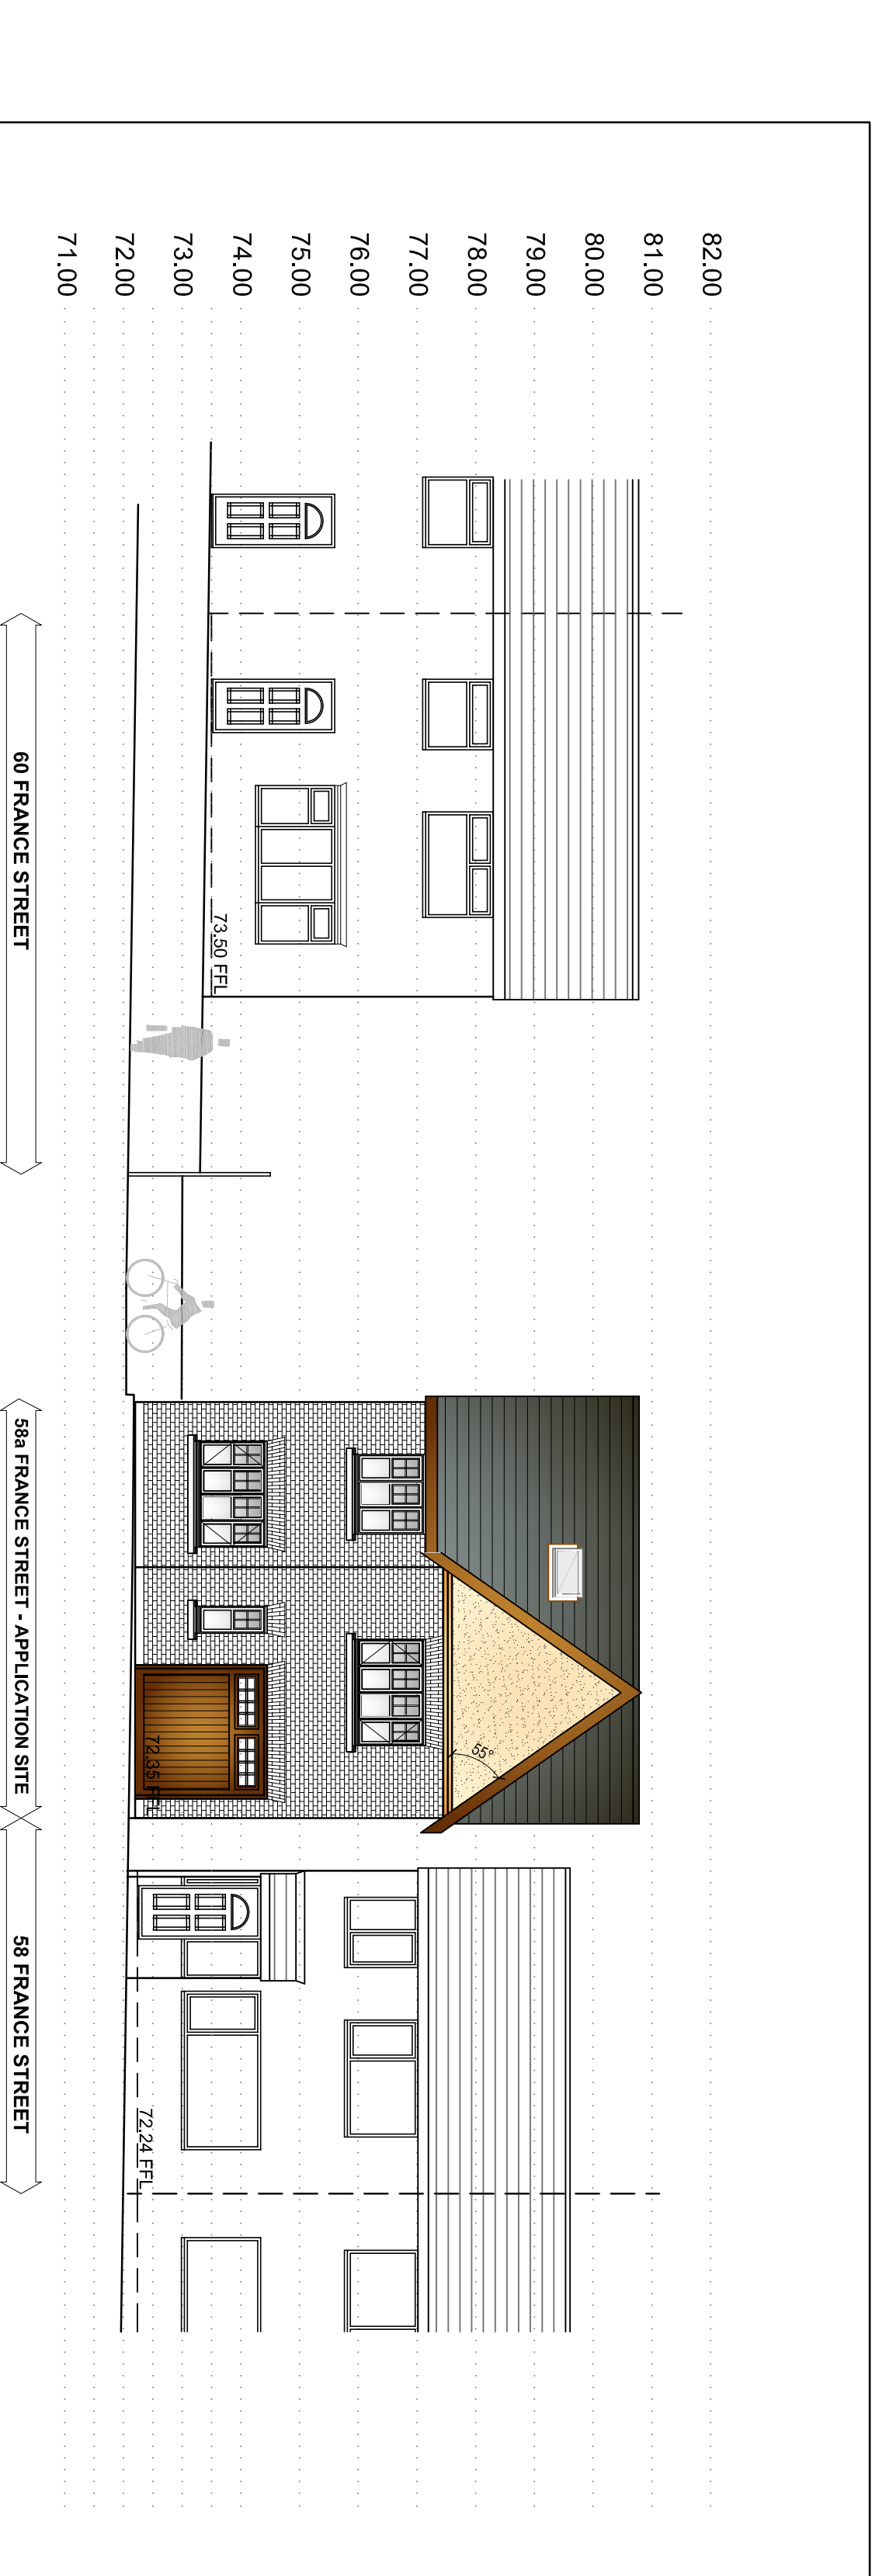 82.00
81.00
80.00
79.00
78.00
77.00
76.00
75.00
74.00
73.00
72.00
71.00
73.50 FFL
55°
72.35 FFL
72.24 FFL
60 FRANCE STREET
58a FRANCE STREET - APPLICATION SITE
58 FRANCE STREET